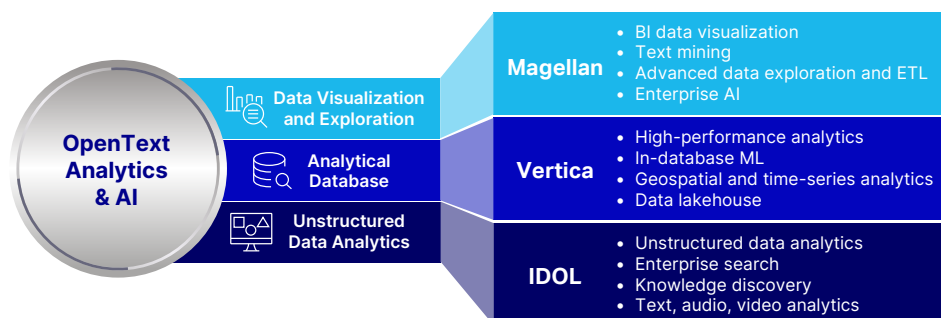 OpenText
Analytics
& AI
Data Visualization
and Exploration
Analytical
Database
Unstructured
Data Analytics
Magellan
• BI data visualization
• Text mining
• Advanced data exploration and ETL
• Enterprise AI
Vertica
• High-performance analytics
• In-database ML
• Geospatial and time-series analytics
• Data lakehouse
IDOL
• Unstructured data analytics
• Enterprise search
• Knowledge discovery
• Text, audio, video analytics